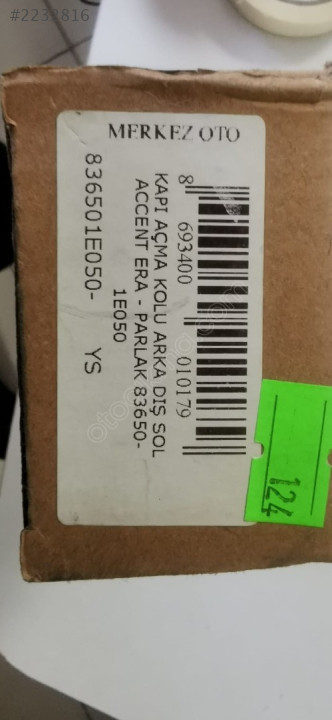 #2239816
MERKEZ OTO
KAPI AÇMA KOLU ARKA DIŞ SOL
ACCENT ERA - PARLAK 83650-
1E050
836501E050- YS
8 693400 010179
124